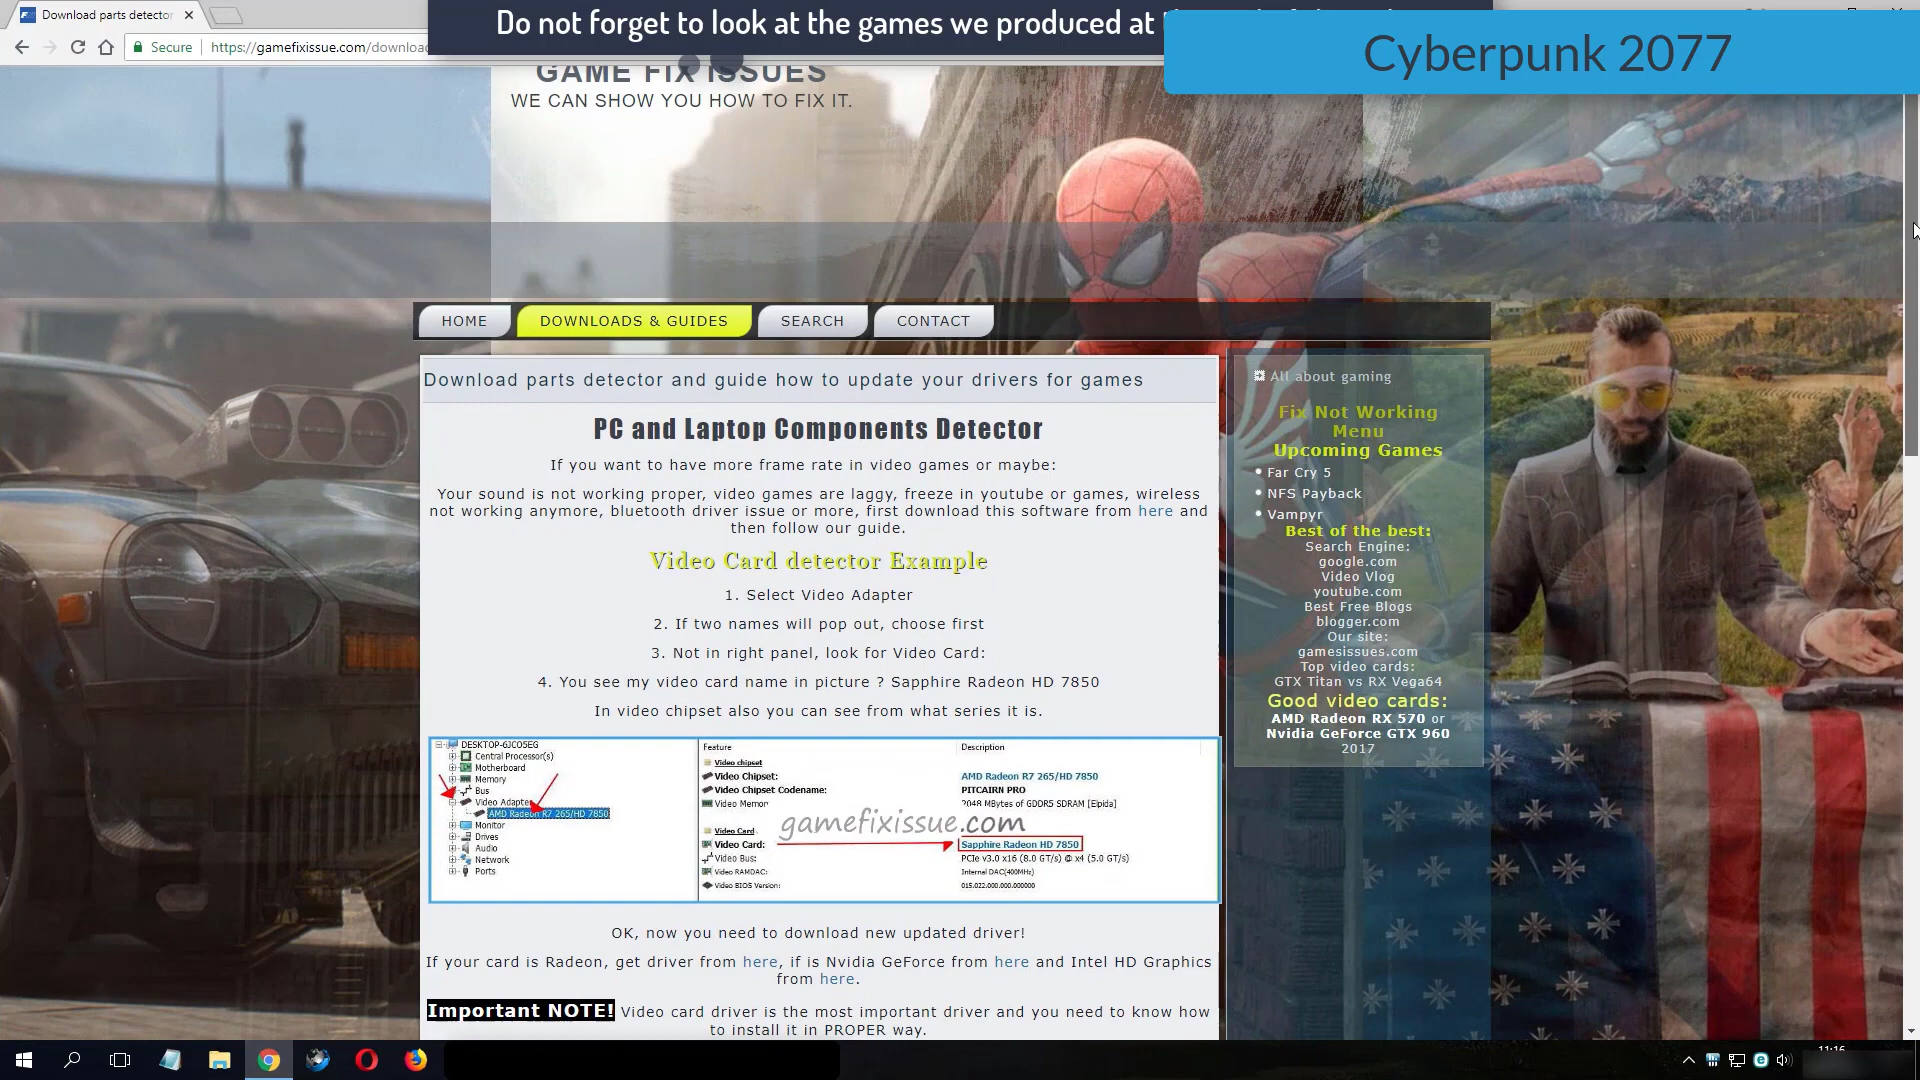 Download parts detector
Do not forget to look at the games we produced at
Cyberpunk 2077
Secure
https://gamefixissue.com/download
GAME FIX ISSUES
WE CAN SHOW YOU HOW TO FIX IT.
HOME
DOWNLOADS & GUIDES
SEARCH
CONTACT
Download parts detector and guide how to update your drivers for games
PC and Laptop Components Detector
If you want to have more frame rate in video games or maybe:
Your sound is not working proper, video games are laggy, freeze in youtube or games, wireless
not working anymore, bluetooth driver issue or more, first download this software from here and
then follow our guide.
Video Card detector Example
1. Select Video Adapter
2. If two names will pop out, choose first
3. Not in right panel, look for Video Card:
4. You see my video card name in picture ? Sapphire Radeon HD 7850
In video chipset also you can see from what series it is.
DESKTOP-6JCO5EG
Central Processor(s)
Motherboard
Memory
Bus
Video Adapter
AMD Radeon R7 265/HD 7850
Monitor
Drives
Audio
Network
Ports
Feature Description
Video chipset
Video Chipset: AMD Radeon R7 265/HD 7850
Video Chipset Codename: PITCAIRN PRO
Video Memor 2048 MBytes of GDDR5 SDRAM [Elpida]
gamefixissue.com
Video Card
Video Card: Sapphire Radeon HD 7850
Video Bus: PCIe v3.0 x16 (8.0 GT/s) @ x4 (5.0 GT/s)
Video RAMDAC: Internal DAC(400MHz)
Video BIOS Version: 015.022.000.000.000000
OK, now you need to download new updated driver!
If your card is Radeon, get driver from here, if is Nvidia GeForce from here and Intel HD Graphics
from here.
Important NOTE! Video card driver is the most important driver and you need to know how
to install it in PROPER way.
All about gaming
Fix Not Working
Menu
Upcoming Games
Far Cry 5
NFS Payback
Vampyr
Best of the best:
Search Engine:
google.com
Video Vlog
youtube.com
Best Free Blogs
blogger.com
Our site:
gamesissues.com
Top video cards:
GTX Titan vs RX Vega64
Good video cards:
AMD Radeon RX 570 or
Nvidia GeForce GTX 960
2017
11:16